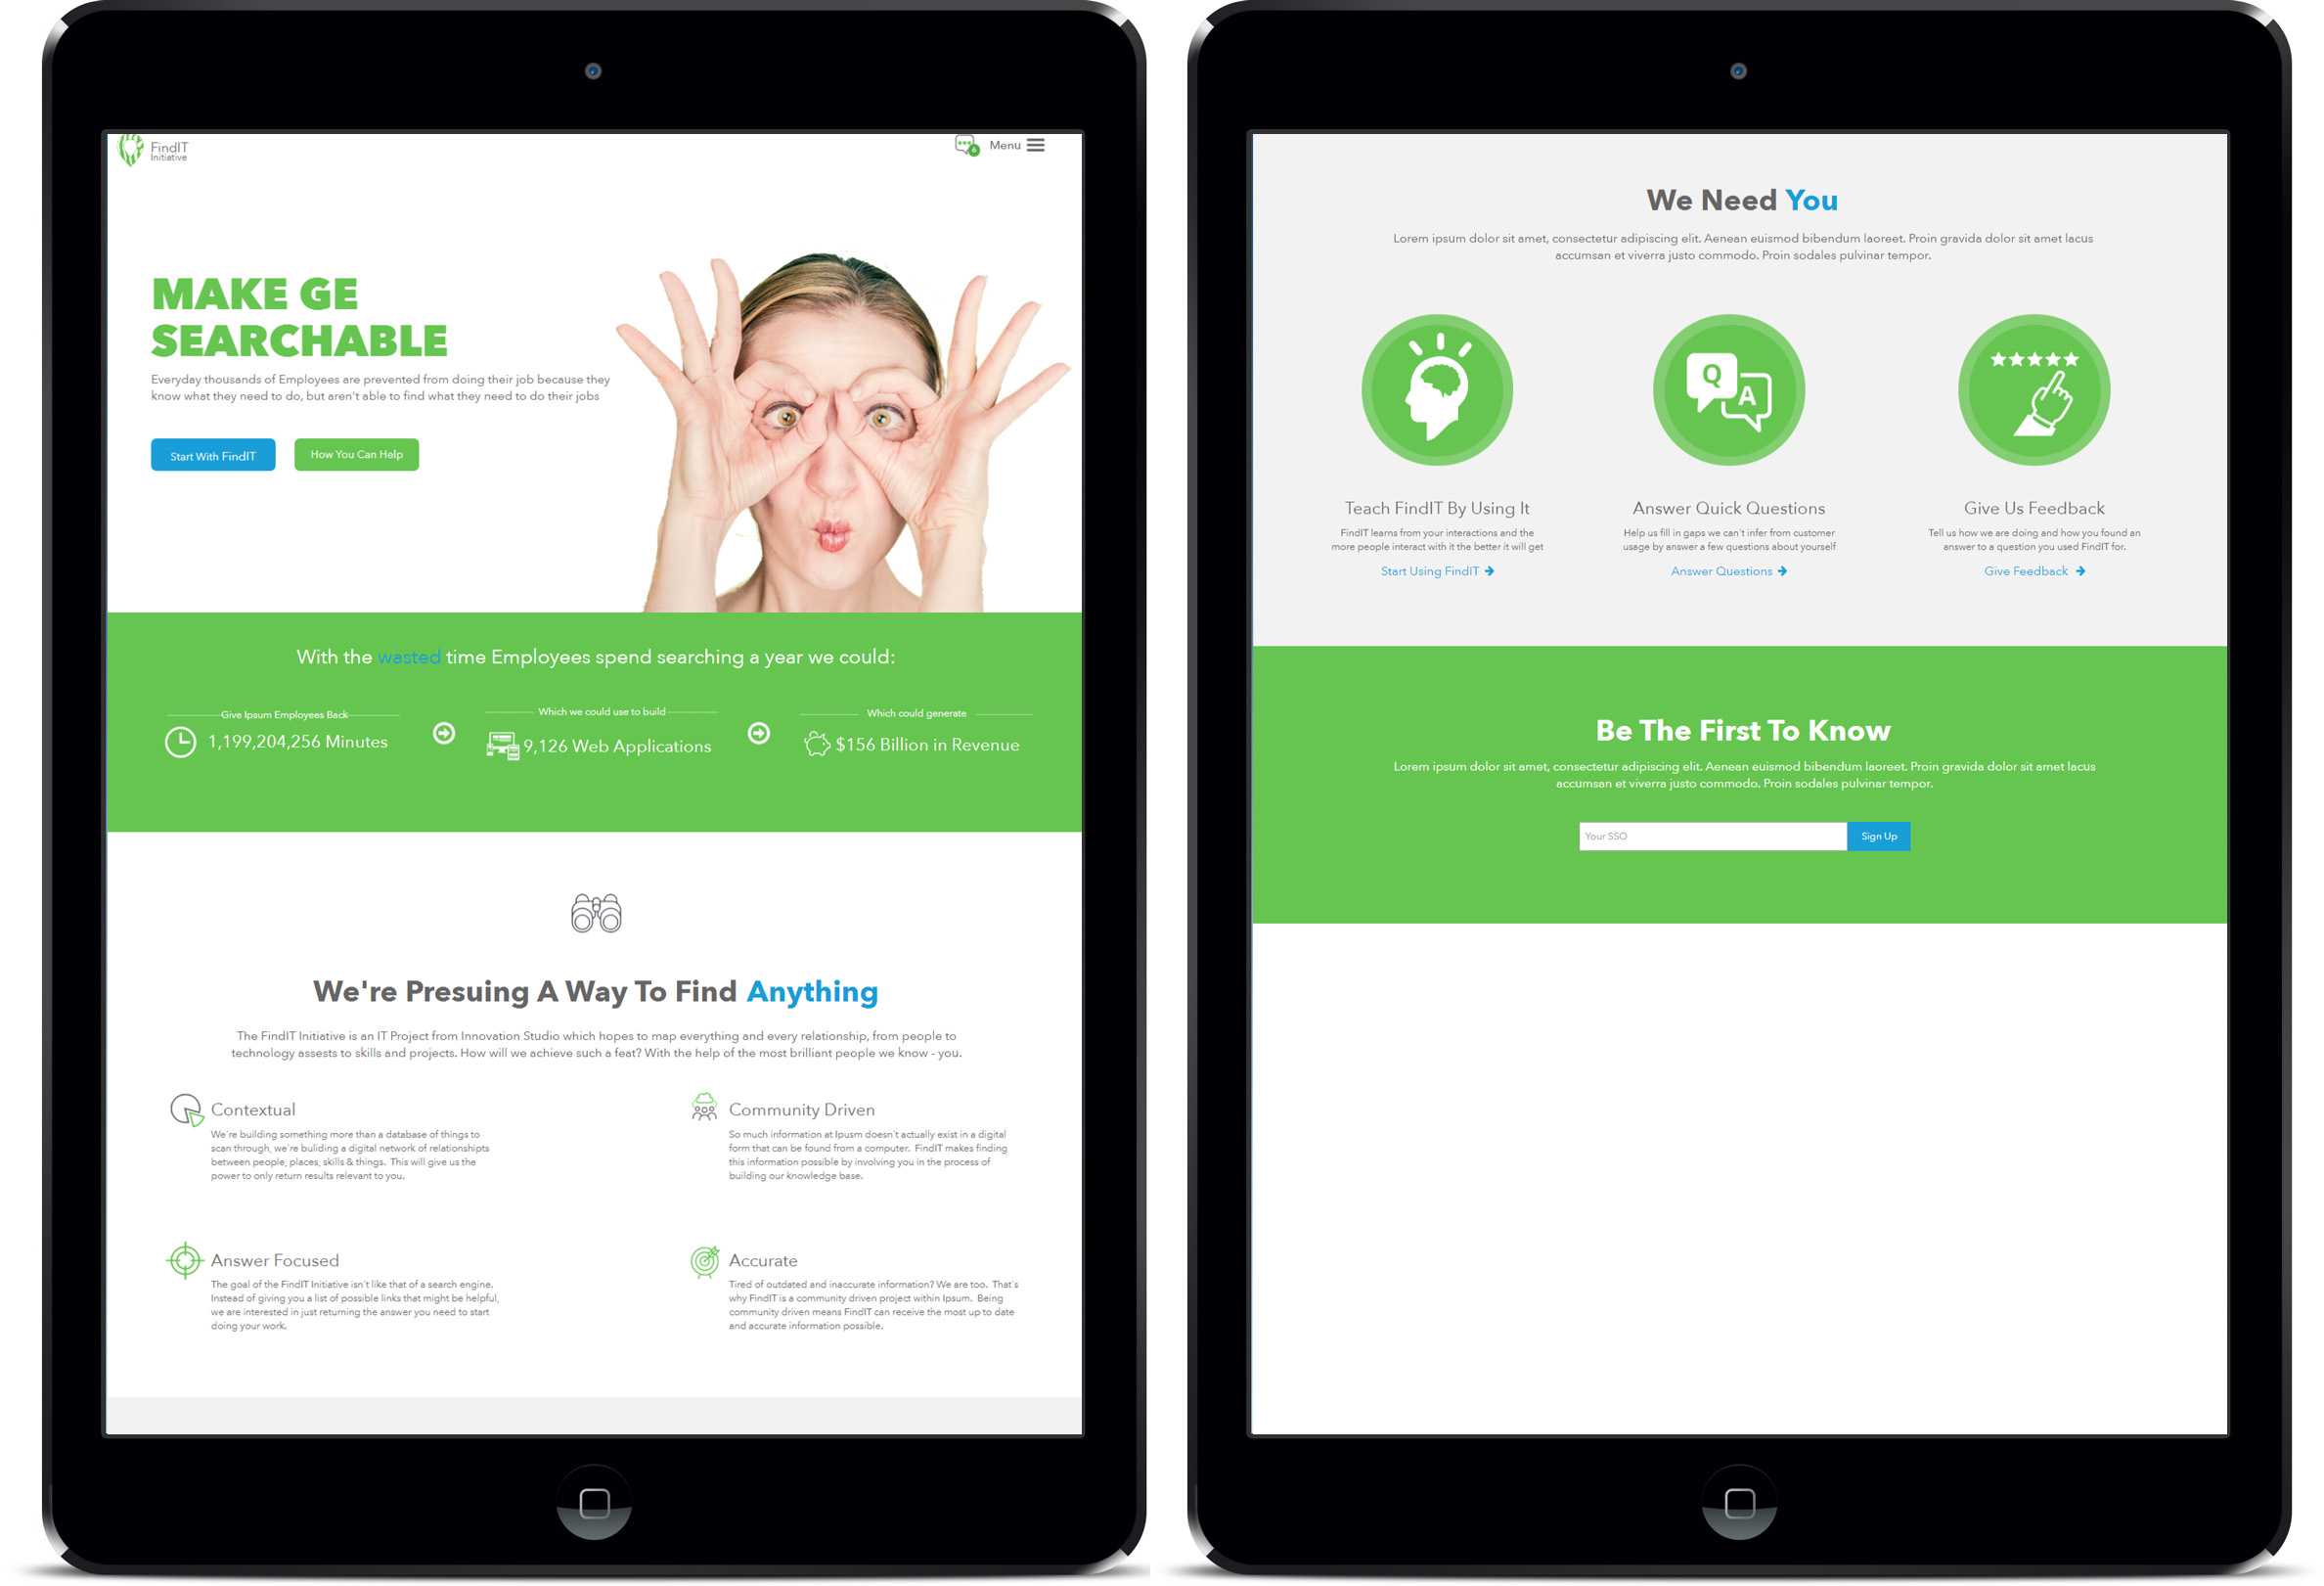 FindIT
Initiative
6
Menu
MAKE GE
SEARCHABLE
Everyday thousands of Employees are prevented from doing their job because they
know what they need to do, but aren't able to find what they need to do their jobs
Start With FindIT
How You Can Help
With the wasted time Employees spend searching a year we could:
Give Ipsum Employees Back
1,199,204,256 Minutes
Which we could use to build
9,126 Web Applications
Which could generate
$156 Billion in Revenue
We're Presuing A Way To Find Anything
The FindIT Initiative is an IT Project from Innovation Studio which hopes to map everything and every relationship, from people to
technology assests to skills and projects. How will we achieve such a feat? With the help of the most brilliant people we know - you.
Contextual
We're building something more than a database of things to
scan through, we're buliding a digital network of relationships
between people, places, skills & things. This will give us the
power to only return results relevant to you.
Community Driven
So much information at Ipusm doesn't actually exist in a digital
form that can be found from a computer. FindIT makes finding
this information possible by involving you in the process of
building our knowledge base.
Answer Focused
The goal of the FindIT Initiative isn't like that of a search engine.
Instead of giving you a list of possible links that might be helpful,
we are interested in just returning the answer you need to start
doing your work.
Accurate
Tired of outdated and inaccurate information? We are too. That's
why FindIT is a community driven project within Ipsum. Being
community driven means FindIT can receive the most up to date
and accurate information possible.
We Need You
Lorem ipsum dolor sit amet, consectetur adipiscing elit. Aenean euismod bibendum laoreet. Proin gravida dolor sit amet lacus
accumsan et viverra justo commodo. Proin sodales pulvinar tempor.
Q
A
Teach FindIT By Using It
FindIT learns from your interactions and the
more people interact with it the better it will get
Start Using FindIT
Answer Quick Questions
Help us fill in gaps we can't infer from customer
usage by answer a few questions about yourself
Answer Questions
Give Us Feedback
Tell us how we are doing and how you found an
answer to a question you used FindIT for.
Give Feedback
Be The First To Know
Lorem ipsum dolor sit amet, consectetur adipiscing elit. Aenean euismod bibendum laoreet. Proin gravida dolor sit amet lacus
accumsan et viverra justo commodo. Proin sodales pulvinar tempor.
Your SSO
Sign Up